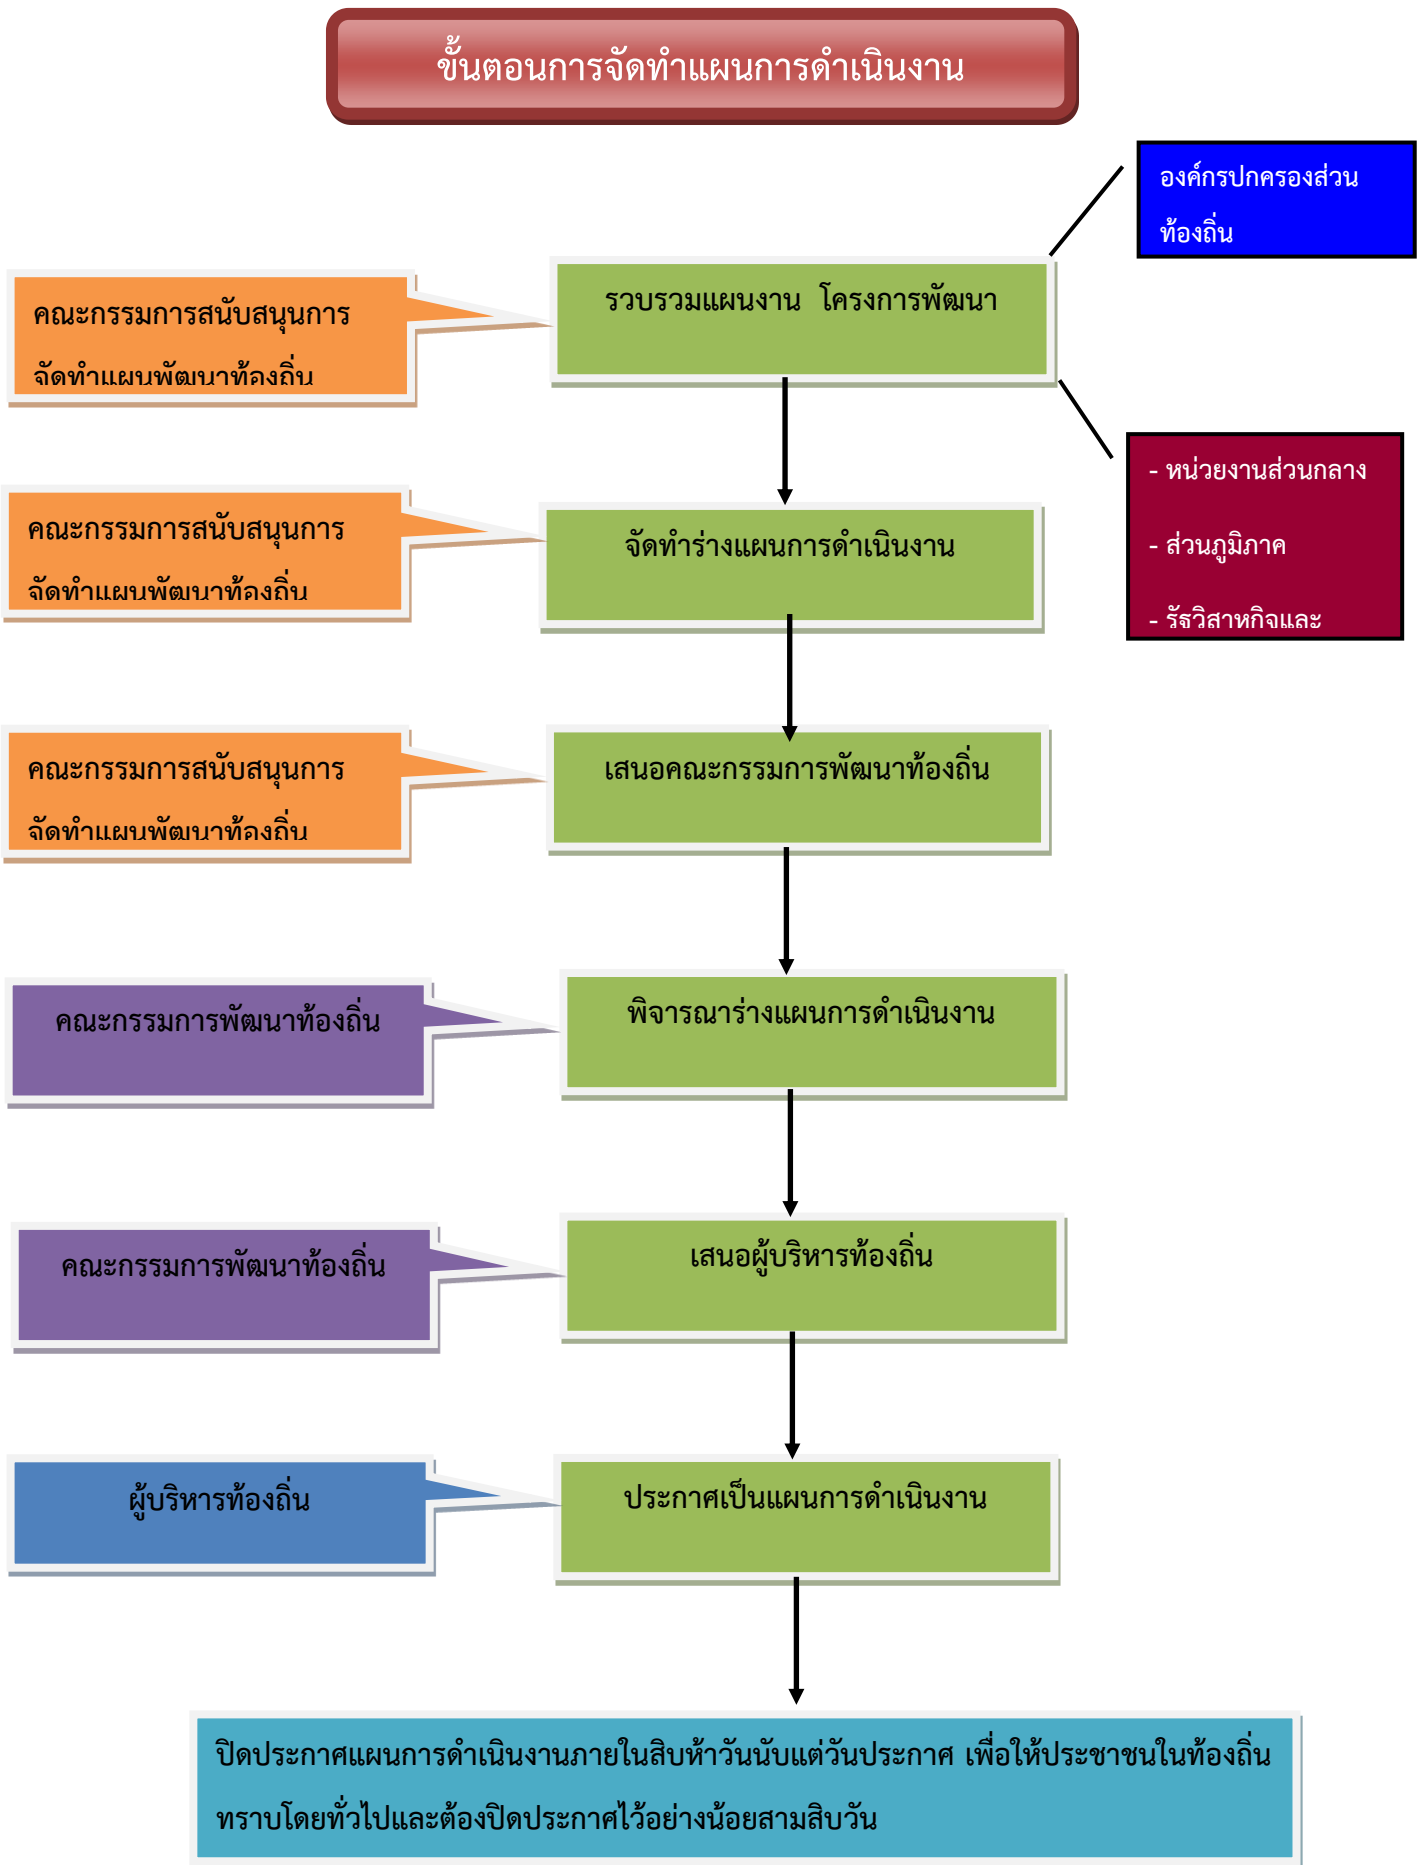 ขั้นตอนการจัดทำแผนการดำเนินงาน
องค์กรปกครองส่วน
ท้องถิ่น
คณะกรรมการสนับสนุนการ
จัดทำแผนพัฒนาท้องถิ่น
รวบรวมแผนงาน โครงการพัฒนา
- หน่วยงานส่วนกลาง
- ส่วนภูมิภาค
- รัฐวิสาหกิจและ
คณะกรรมการสนับสนุนการ
จัดทำแผนพัฒนาท้องถิ่น
จัดทำร่างแผนการดำเนินงาน
คณะกรรมการสนับสนุนการ
จัดทำแผนพัฒนาท้องถิ่น
เสนอคณะกรรมการพัฒนาท้องถิ่น
คณะกรรมการพัฒนาท้องถิ่น
พิจารณาร่างแผนการดำเนินงาน
คณะกรรมการพัฒนาท้องถิ่น
เสนอผู้บริหารท้องถิ่น
ผู้บริหารท้องถิ่น
ประกาศเป็นแผนการดำเนินงาน
ปิดประกาศแผนการดำเนินงานภายในสิบห้าวันนับแต่วันประกาศ เพื่อให้ประชาชนในท้องถิ่น
ทราบโดยทั่วไปและต้องปิดประกาศไว้อย่างน้อยสามสิบวัน